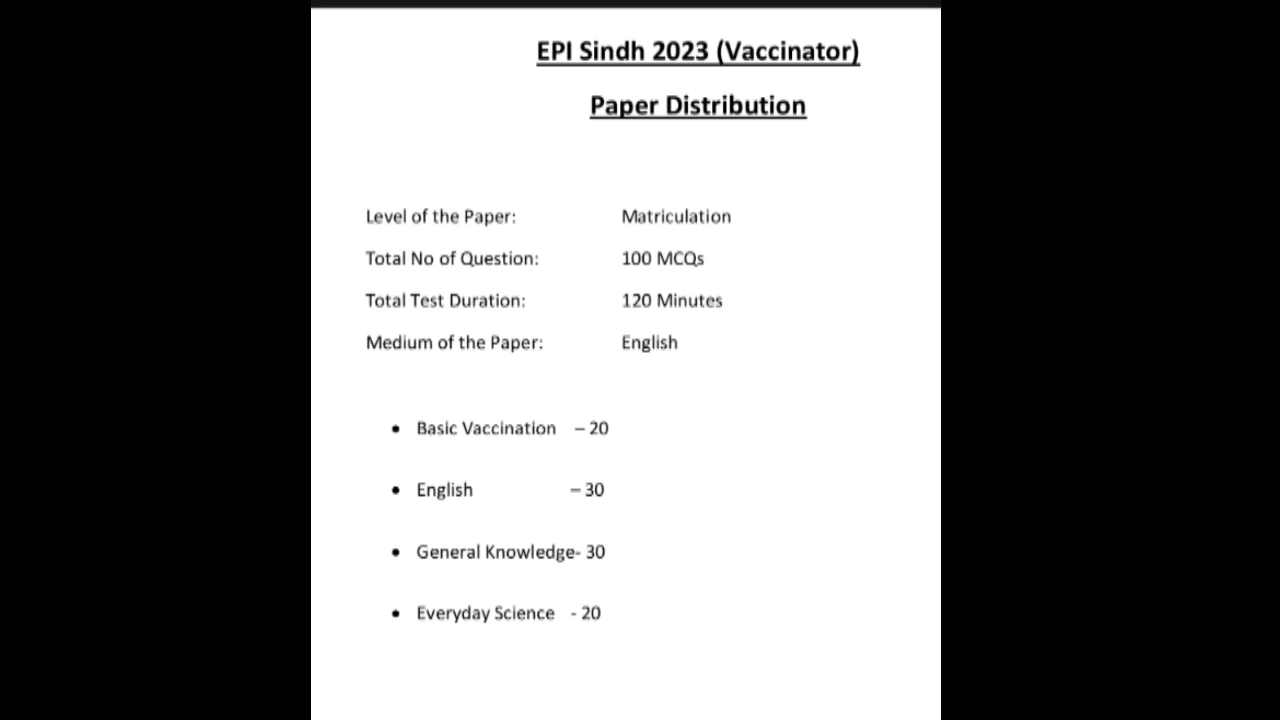 EPI Sindh 2023 (Vaccinator)
Paper Distribution
Level of the Paper: Matriculation
Total No of Question: 100 MCQs
Total Test Duration: 120 Minutes
Medium of the Paper: English
• Basic Vaccination – 20
• English – 30
• General Knowledge- 30
• Everyday Science - 20